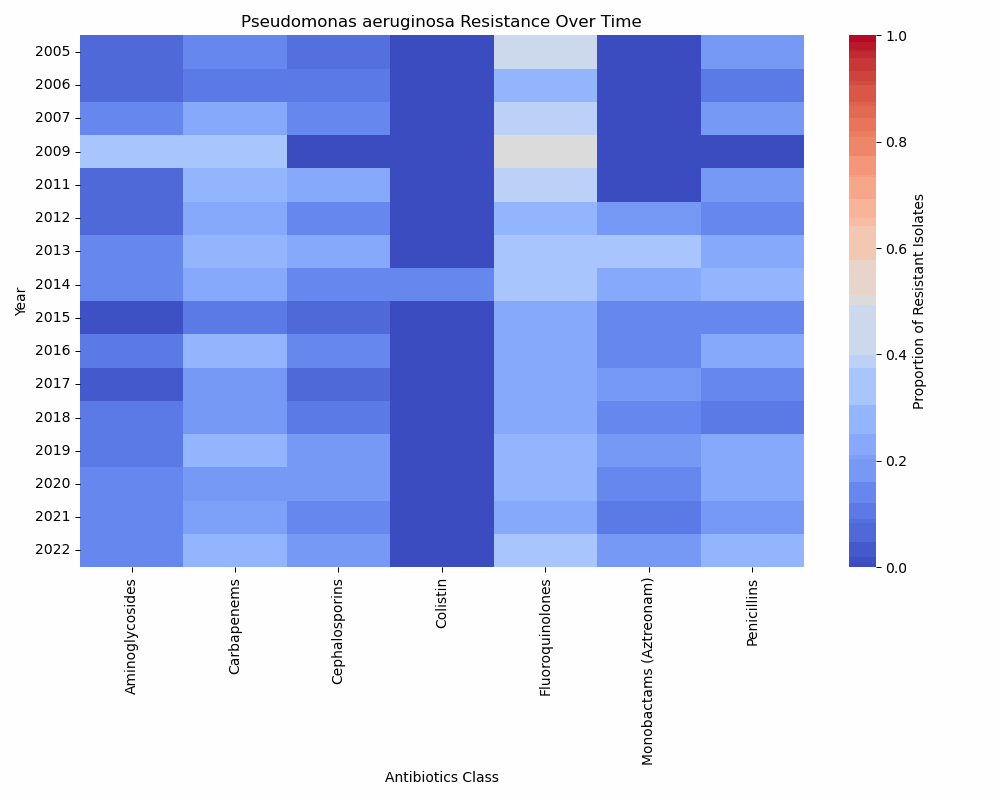 Pseudomonas aeruginosa Resistance Over Time
Year
2005
2006
2007
2009
2011
2012
2013
2014
2015
2016
2017
2018
2019
2020
2021
2022
Aminoglycosides
Carbapenems
Cephalosporins
Colistin
Fluoroquinolones
Monobactams (Aztreonam)
Penicillins
Antibiotics Class
1.0
0.8
0.6
0.4
0.2
0.0
Proportion of Resistant Isolates